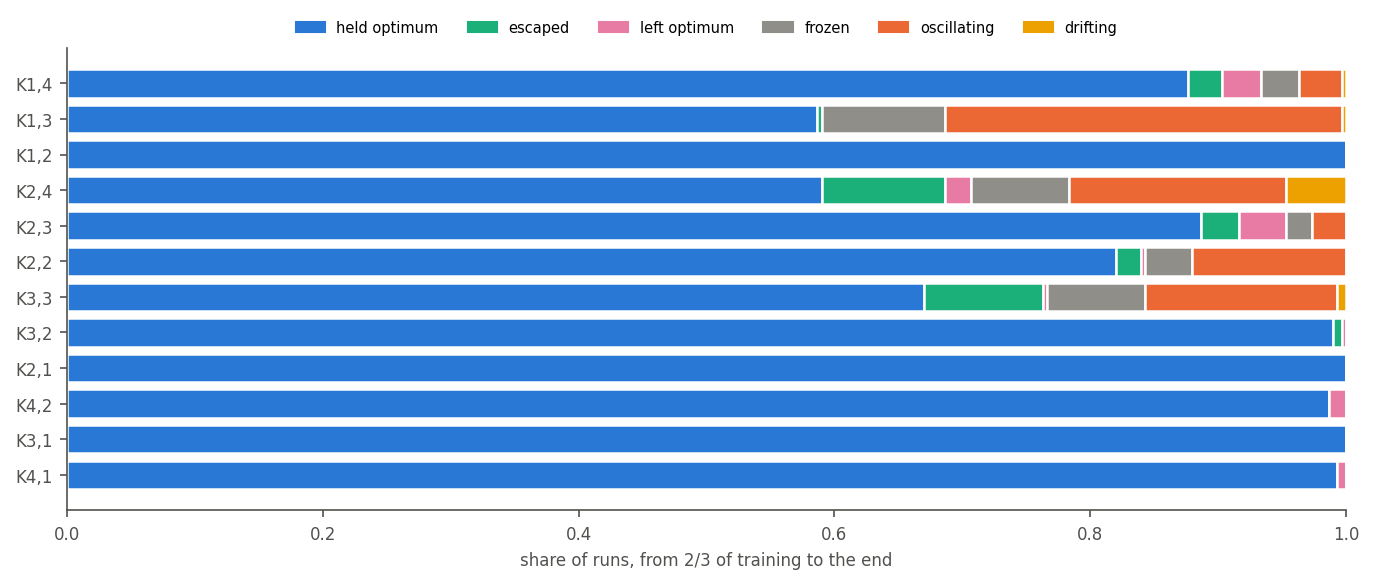 held optimum escaped left optimum frozen oscillating drifting
K1,4
K1,3
K1,2
K2,4
K2,3
K2,2
K3,3
K3,2
K2,1
K4,2
K3,1
K4,1
0.0 0.2 0.4 0.6 0.8 1.0
share of runs, from 2/3 of training to the end